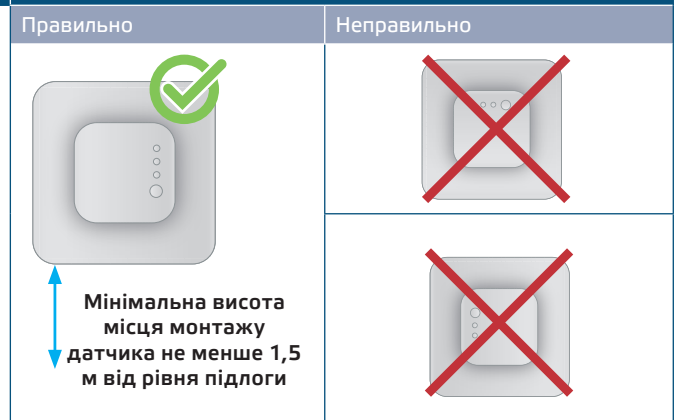 Правильно
Неправильно
Мінімальна висота
місця монтажу
датчика не менше 1,5
м від рівня підлоги